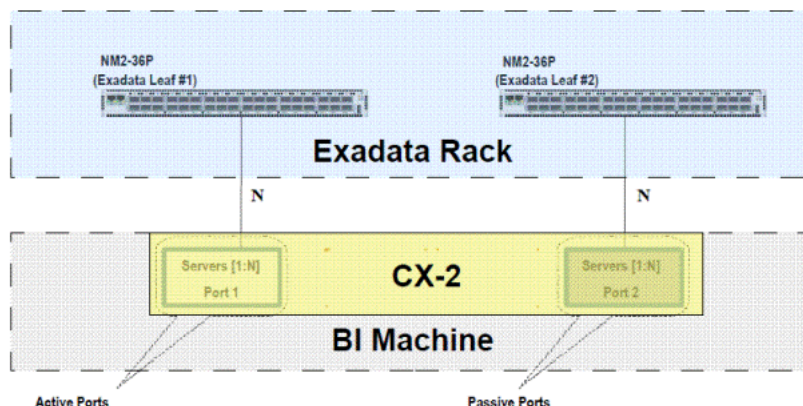 NM2-36P
(Exadata Leaf #1)
NM2-36P
(Exadata Leaf #2)
Exadata Rack
N
N
Servers [1:N]
Port 1
CX-2
Servers [1:N]
Port 2
BI Machine
Active Ports
Passive Ports